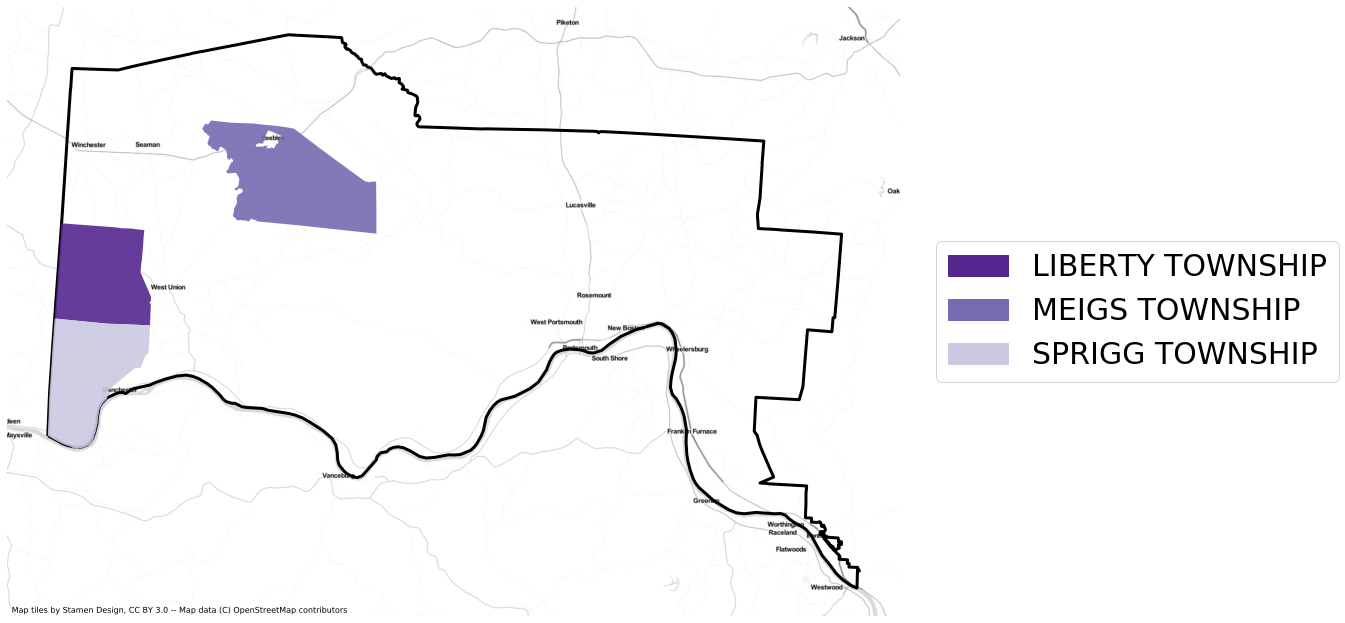 Piketon
Jackson
Peebles
Winchester
Seaman
Oak
Lucasville
West Union
Rosemount
West Portsmouth
New Boston
Portsmouth
South Shore
Wheelersburg
Manchester
Maysville
Franklin Furnace
Vanceburg
Greenup
Worthington
Raceland
Ironton
Flatwoods
Westwood
LIBERTY TOWNSHIP
MEIGS TOWNSHIP
SPRIGG TOWNSHIP
Map tiles by Stamen Design, CC BY 3.0 -- Map data (C) OpenStreetMap contributors